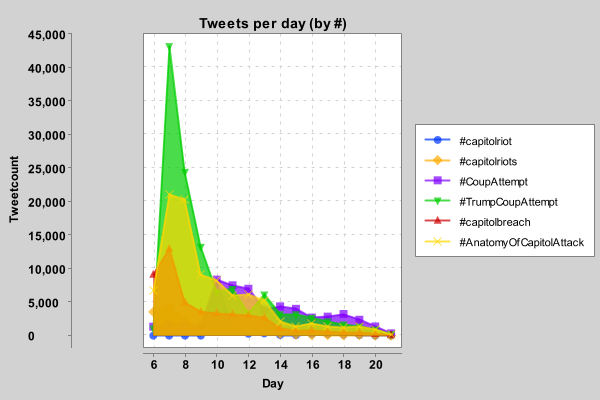 Tweets per day (by #)
45,000
40,000
35,000
30,000
25,000
20,000
15,000
10,000
5,000
0
Tweetcount
6 8 10 12 14 16 18 20
Day
#capitolriot
#capitolriots
#CoupAttempt
#TrumpCoupAttempt
#capitolbreach
#AnatomyOfCapitolAttack